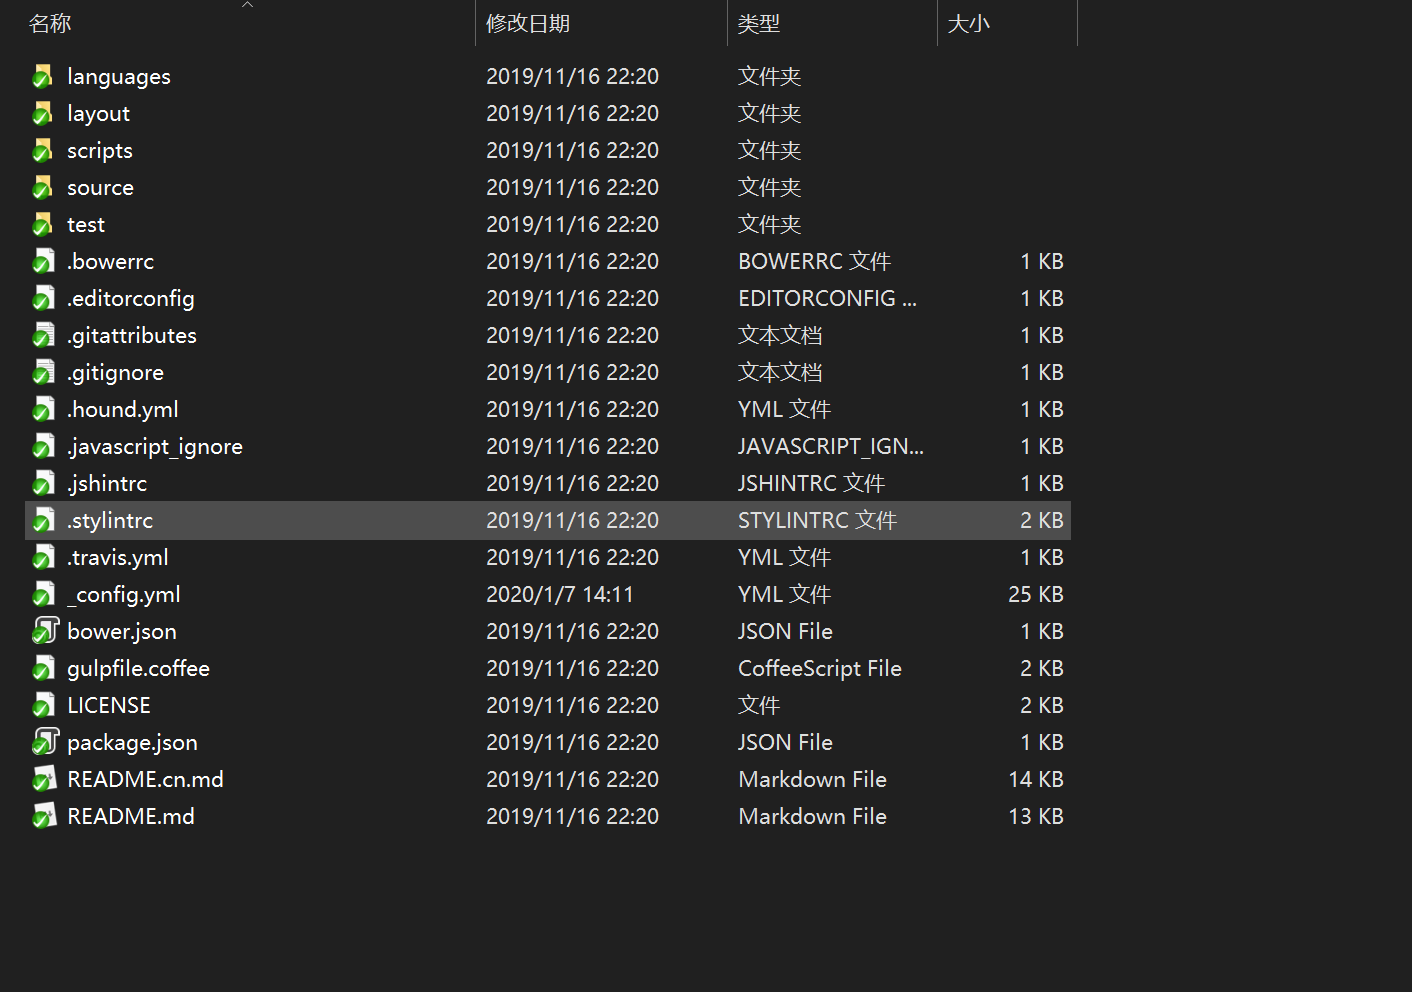 名称 修改日期 类型 大小
languages 2019/11/16 22:20 文件夹
layout 2019/11/16 22:20 文件夹
scripts 2019/11/16 22:20 文件夹
source 2019/11/16 22:20 文件夹
test 2019/11/16 22:20 文件夹
.bowerrc 2019/11/16 22:20 BOWERRC 文件 1 KB
.editorconfig 2019/11/16 22:20 EDITORCONFIG ... 1 KB
.gitattributes 2019/11/16 22:20 文本文档 1 KB
.gitignore 2019/11/16 22:20 文本文档 1 KB
.hound.yml 2019/11/16 22:20 YML 文件 1 KB
.javascript_ignore 2019/11/16 22:20 JAVASCRIPT_IGN... 1 KB
.jshintrc 2019/11/16 22:20 JSHINTRC 文件 1 KB
.stylintrc 2019/11/16 22:20 STYLINTRC 文件 2 KB
.travis.yml 2019/11/16 22:20 YML 文件 1 KB
_config.yml 2020/1/7 14:11 YML 文件 25 KB
bower.json 2019/11/16 22:20 JSON File 1 KB
gulpfile.coffee 2019/11/16 22:20 CoffeeScript File 2 KB
LICENSE 2019/11/16 22:20 文件 2 KB
package.json 2019/11/16 22:20 JSON File 1 KB
README.cn.md 2019/11/16 22:20 Markdown File 14 KB
README.md 2019/11/16 22:20 Markdown File 13 KB